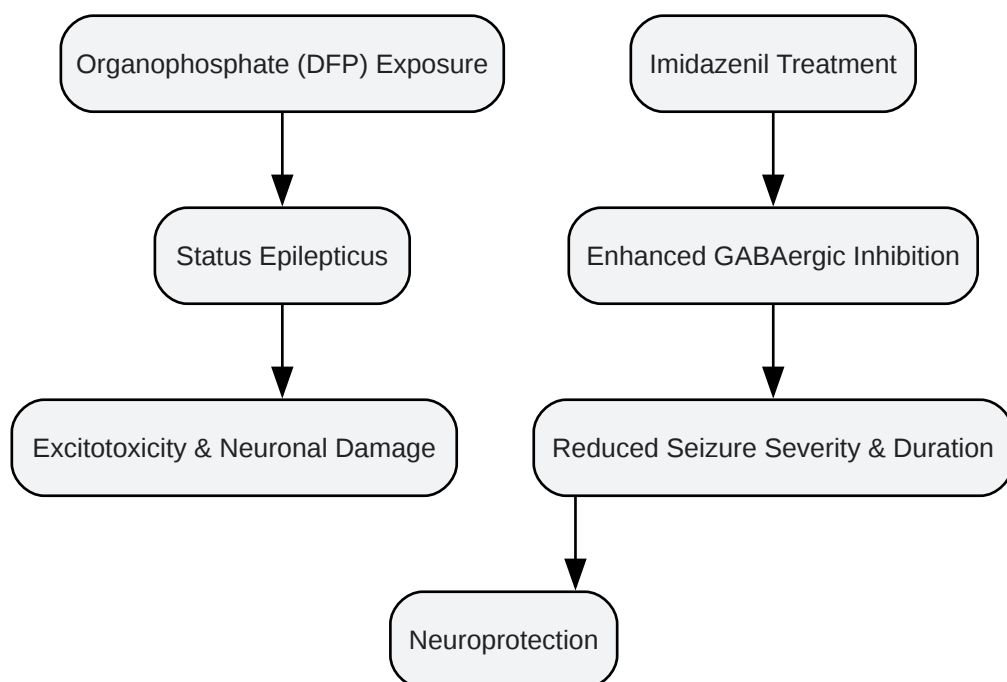 Organophosphate (DFP) Exposure
Imidazenil Treatment
Status Epilepticus
Enhanced GABAergic Inhibition
Excitotoxicity & Neuronal Damage
Reduced Seizure Severity & Duration
Neuroprotection